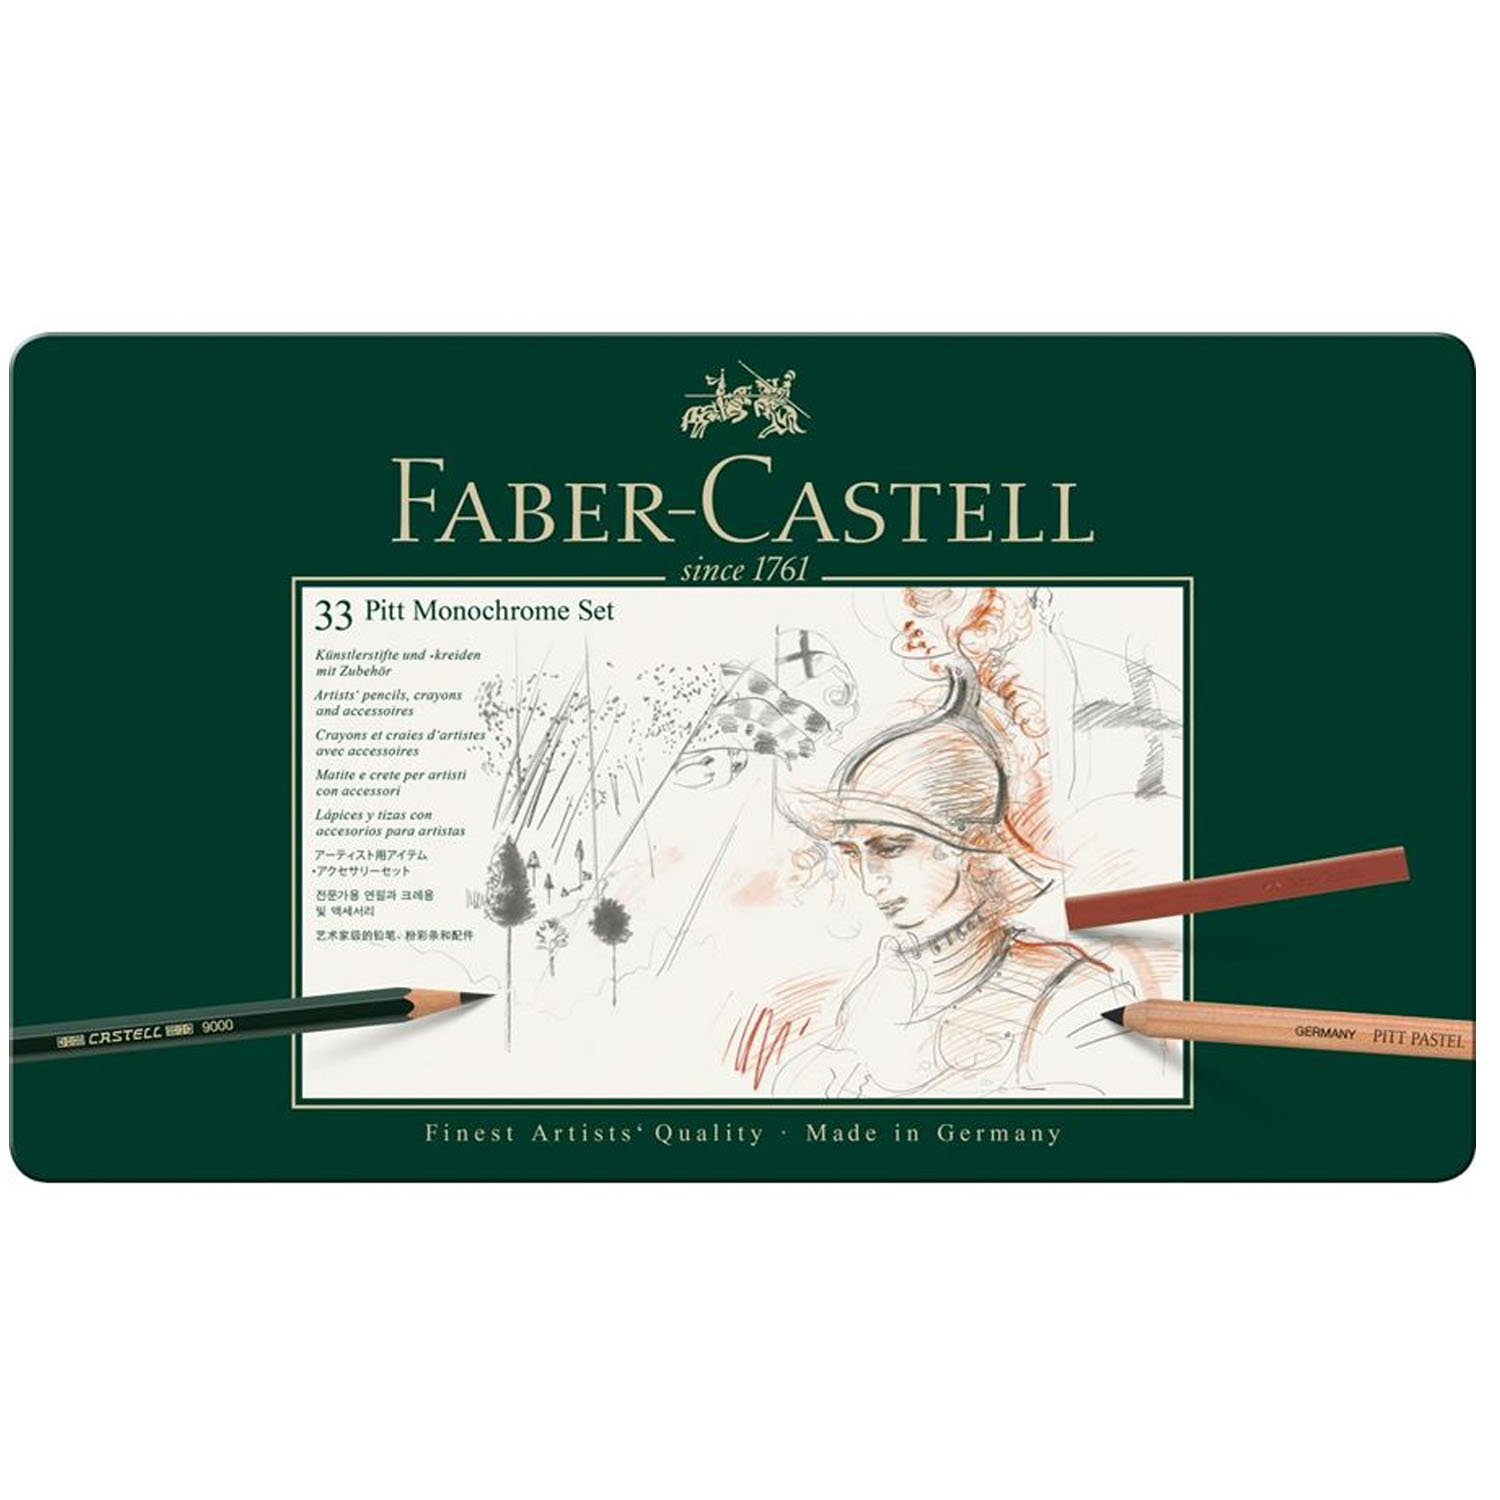 FABER-CASTELL
since 1761
33 Pitt Monochrome Set
Künstlerstifte und -kreiden
mit Zubehör
Artists' pencils, crayons
and accessoires
Crayons et craies d'artistes
avec accessoires
Matite e crete per artisti
con accessori
Lápices y tizas con
accesorios para artistas
アーティスト用アイテム
・アクセサリーセット
전문가용 연필과 크레용
및 액세서리
艺术家级的铅笔、粉彩条和配件
CASTELL 9000
GERMANY PITT PASTEL
Finest Artists‘ Quality · Made in Germany